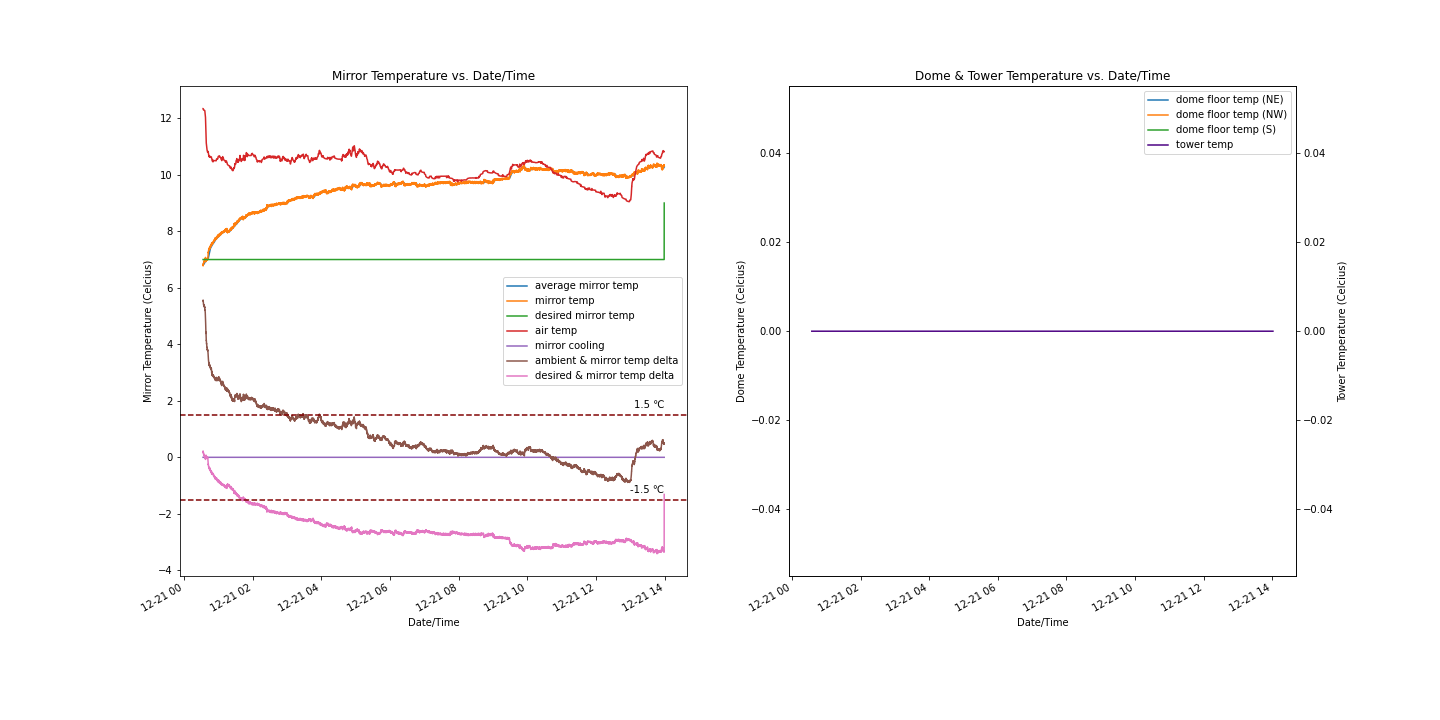 Mirror Temperature vs. Date/Time
12
10
8
6
4
2
0
−2
−4
Mirror Temperature (Celcius)
average mirror temp
mirror temp
desired mirror temp
air temp
mirror cooling
ambient & mirror temp delta
desired & mirror temp delta
1.5 °C
-1.5 °C
12-21 00
12-21 02
12-21 04
12-21 06
12-21 08
12-21 10
12-21 12
12-21 14
Date/Time
Dome & Tower Temperature vs. Date/Time
0.04
0.02
0.00
−0.02
−0.04
Dome Temperature (Celcius)
dome floor temp (NE)
dome floor temp (NW)
dome floor temp (S)
tower temp
0.04
0.02
0.00
−0.02
−0.04
Tower Temperature (Celcius)
12-21 00
12-21 02
12-21 04
12-21 06
12-21 08
12-21 10
12-21 12
12-21 14
Date/Time